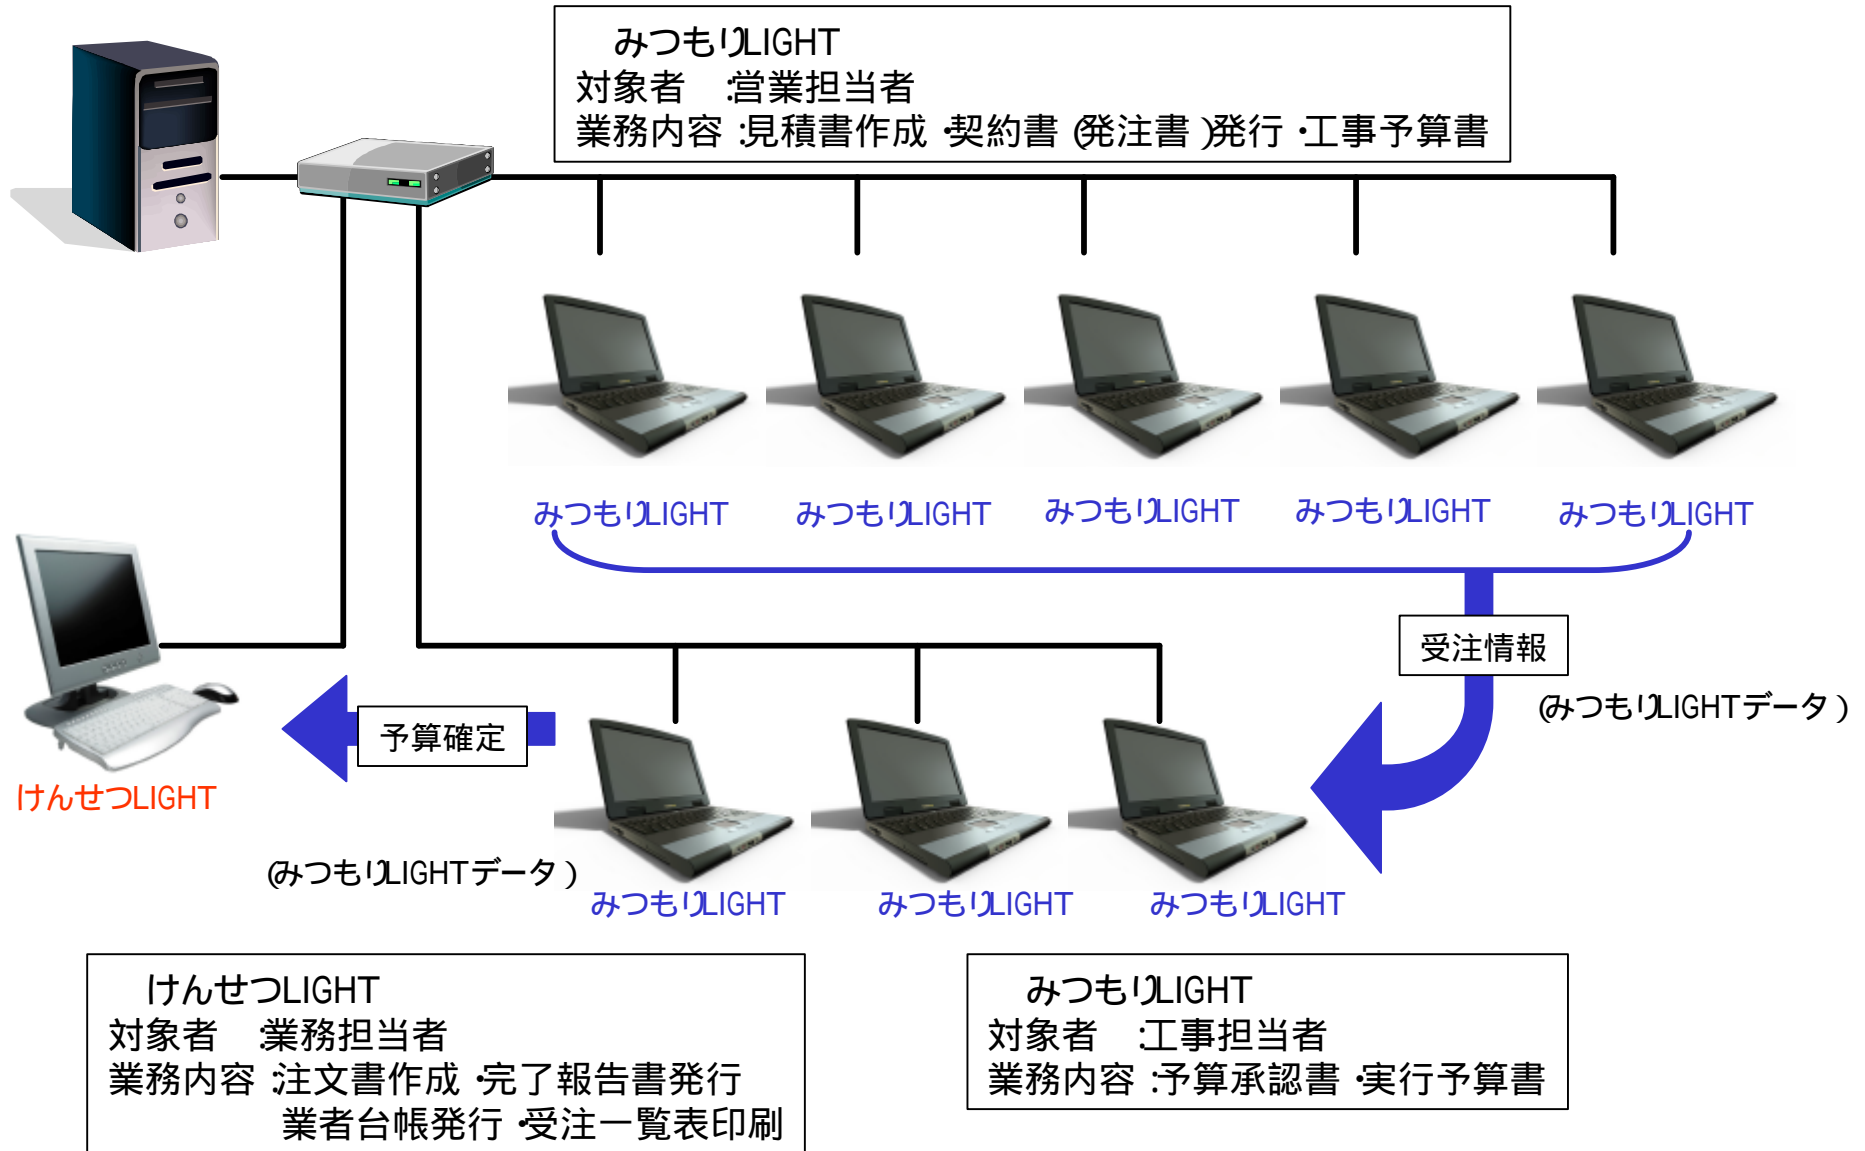 みつもりLIGHT
対象者　:営業担当者
業務内容:見積書作成・契約書(発注書)発行・工事予算書
みつもりLIGHT
みつもりLIGHT
みつもりLIGHT
みつもりLIGHT
みつもりLIGHT
受注情報
(みつもりLIGHTデータ)
予算確定
けんせつLIGHT
(みつもりLIGHTデータ)
みつもりLIGHT
みつもりLIGHT
みつもりLIGHT
けんせつLIGHT
対象者　:業務担当者
業務内容:注文書作成・完了報告書発行
業者台帳発行・受注一覧表印刷
みつもりLIGHT
対象者　:工事担当者
業務内容:予算承認書・実行予算書